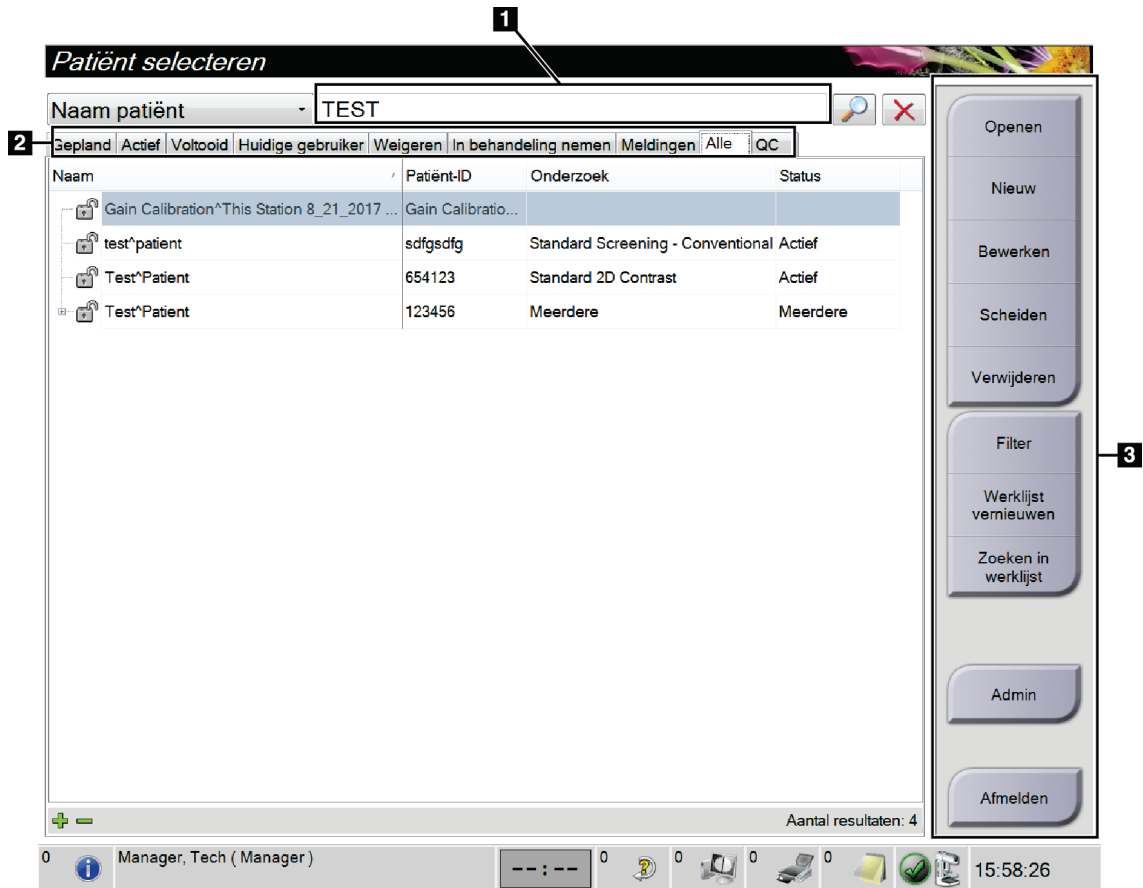 1
Patiënt selecteren
Naam patiënt TEST
2
Gepland Actief Voltooid Huidige gebruiker Weigeren In behandeling nemen Meldingen Alle QC
Naam Patiënt-ID Onderzoek Status
Gain Calibration^This Station 8_21_2017 ... Gain Calibratio...
test^patient sdfgsdfg Standard Screening - Conventional Actief
Test^Patient 654123 Standard 2D Contrast Actief
Test^Patient 123456 Meerdere Meerdere
Openen
Nieuw
Bewerken
Scheiden
Verwijderen
Filter
3
Werklijst
vernieuwen
Zoeken in
werklijst
Admin
Afmelden
Aantal resultaten: 4
0 Manager, Tech ( Manager ) --:-- 0 0 0 0 15:58:26